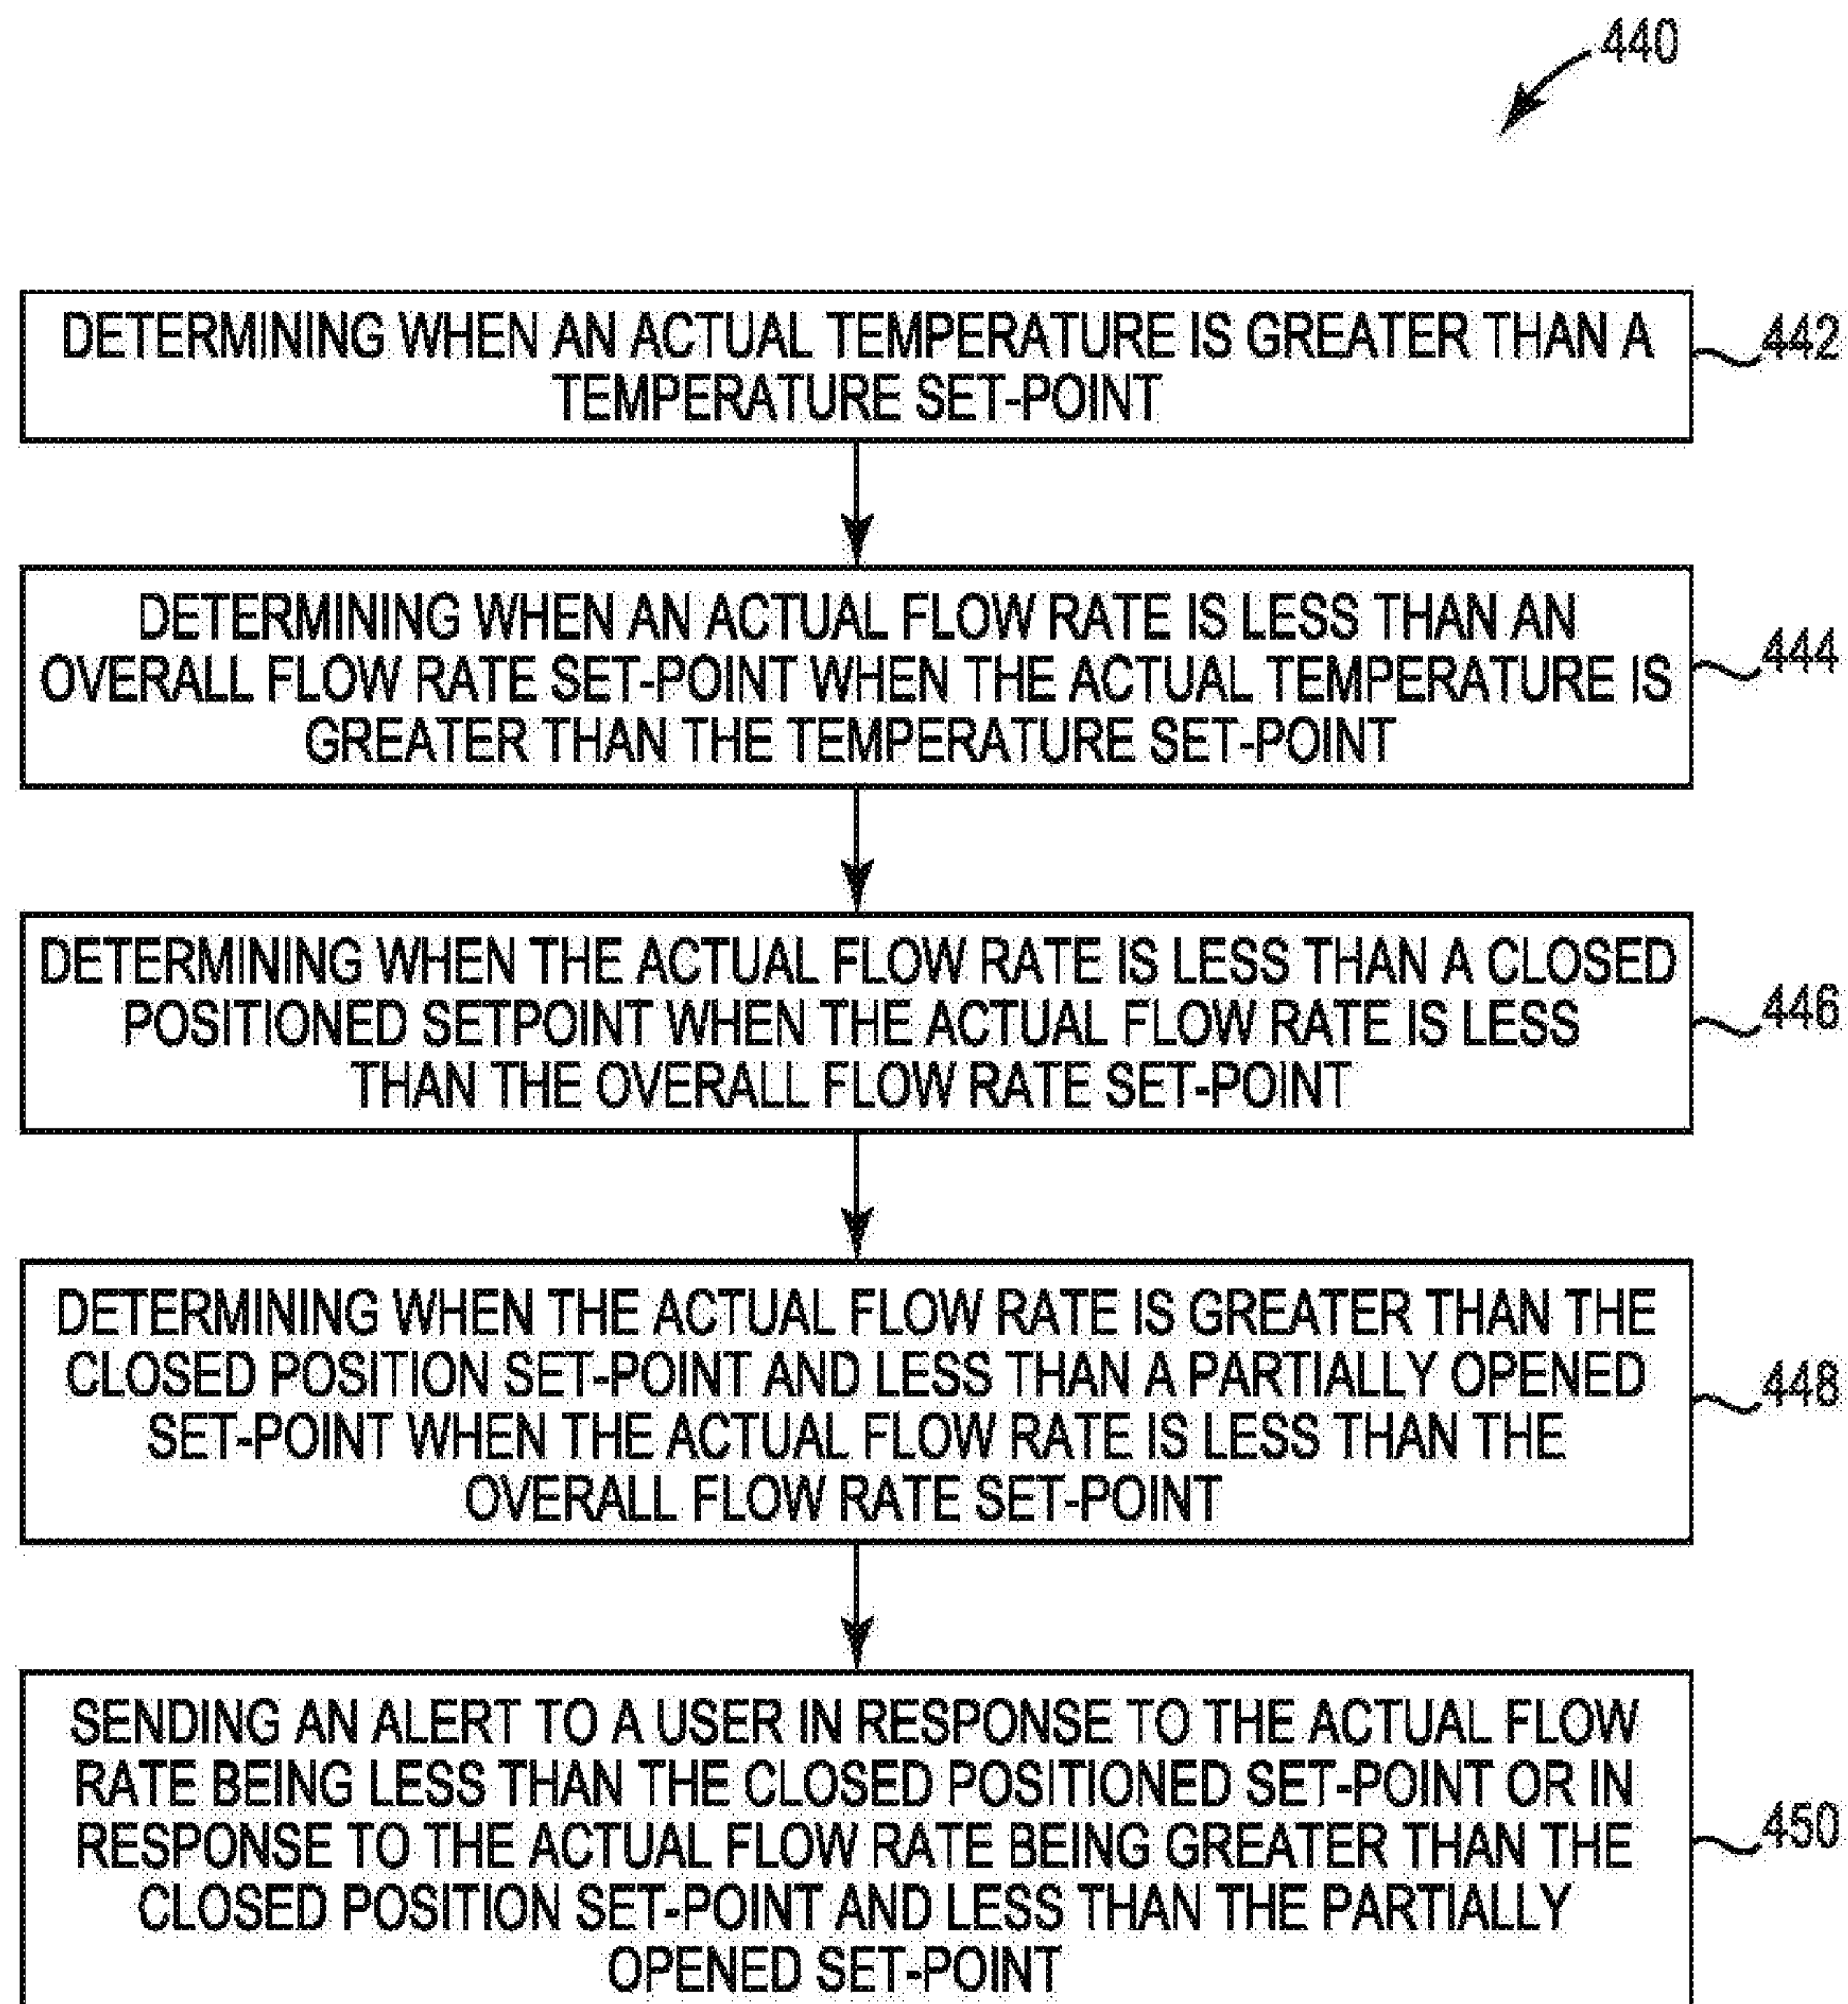 440
DETERMINING WHEN AN ACTUAL TEMPERATURE IS GREATER THAN A
TEMPERATURE SET-POINT
442
DETERMINING WHEN AN ACTUAL FLOW RATE IS LESS THAN AN
OVERALL FLOW RATE SET-POINT WHEN THE ACTUAL TEMPERATURE IS
GREATER THAN THE TEMPERATURE SET-POINT
444
DETERMINING WHEN THE ACTUAL FLOW RATE IS LESS THAN A CLOSED
POSITIONED SETPOINT WHEN THE ACTUAL FLOW RATE IS LESS
THAN THE OVERALL FLOW RATE SET-POINT
446
DETERMINING WHEN THE ACTUAL FLOW RATE IS GREATER THAN THE
CLOSED POSITION SET-POINT AND LESS THAN A PARTIALLY OPENED
SET-POINT WHEN THE ACTUAL FLOW RATE IS LESS THAN THE
OVERALL FLOW RATE SET-POINT
448
SENDING AN ALERT TO A USER IN RESPONSE TO THE ACTUAL FLOW
RATE BEING LESS THAN THE CLOSED POSITIONED SET-POINT OR IN
RESPONSE TO THE ACTUAL FLOW RATE BEING GREATER THAN THE
CLOSED POSITION SET-POINT AND LESS THAN THE PARTIALLY
OPENED SET-POINT
450